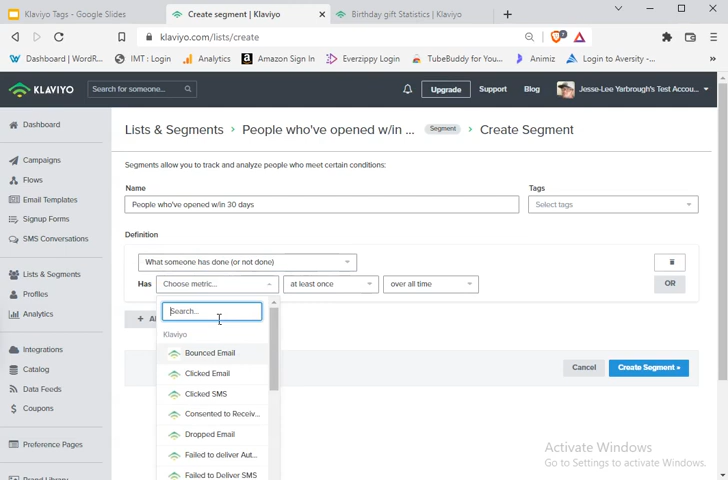 Klaviyo Tags - Google Slides
Create segment | Klaviyo
Birthday gift Statistics | Klaviyo
klaviyo.com/lists/create
Dashboard | WordR...
IMT : Login
Analytics
Amazon Sign In
Everzippy Login
TubeBuddy for You...
Animiz
Login to Aversity -...
KLAVIYO
Search for someone...
Upgrade
Support
Blog
Jesse-Lee Yarbrough's Test Accou...
Dashboard
Campaigns
Flows
Email Templates
Signup Forms
SMS Conversations
Lists & Segments
Profiles
Analytics
Integrations
Catalog
Data Feeds
Coupons
Preference Pages
Brand Library
Lists & Segments › People who've opened w/in ... Segment › Create Segment
Segments allow you to track and analyze people who meet certain conditions:
Name
People who've opened w/in 30 days
Tags
Select tags
Definition
What someone has done (or not done)
Has Choose metric... at least once over all time OR
Search...
Klaviyo
Bounced Email
Clicked Email
Clicked SMS
Consented to Receiv...
Dropped Email
Failed to deliver Aut...
Failed to Deliver SMS
Cancel
Create Segment »
Activate Windows
Go to Settings to activate Windows.